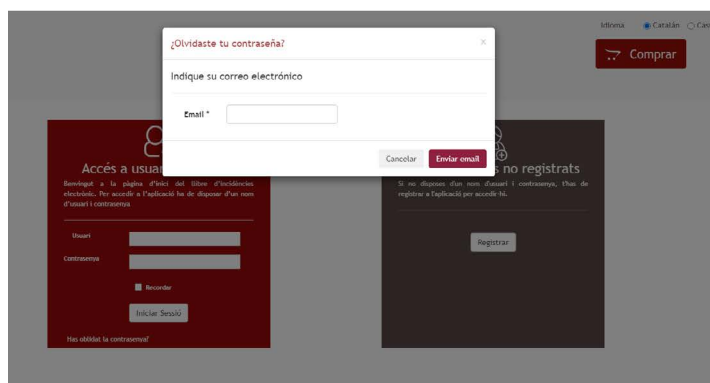 Idioma Catalán Cas
Comprar
¿Olvidaste tu contraseña?
×
Indique su correo electrónico
Email *
Cancelar Enviar email
Accés a usuar
Benvingut a la pàgina d'inici del llibre d'incidències
electrònic. Per accedir a l'aplicació ha de disposar d'un nom
d'usuari i contrasenya
Usuari
Contrasenya
Recordar
Iniciar Sessió
Has oblidat la contrasenya?
s no registrats
Si no disposes d'un nom d'usuari i contrasenya, t'has de
registrar a l'aplicació per accedir-hi.
Registrar